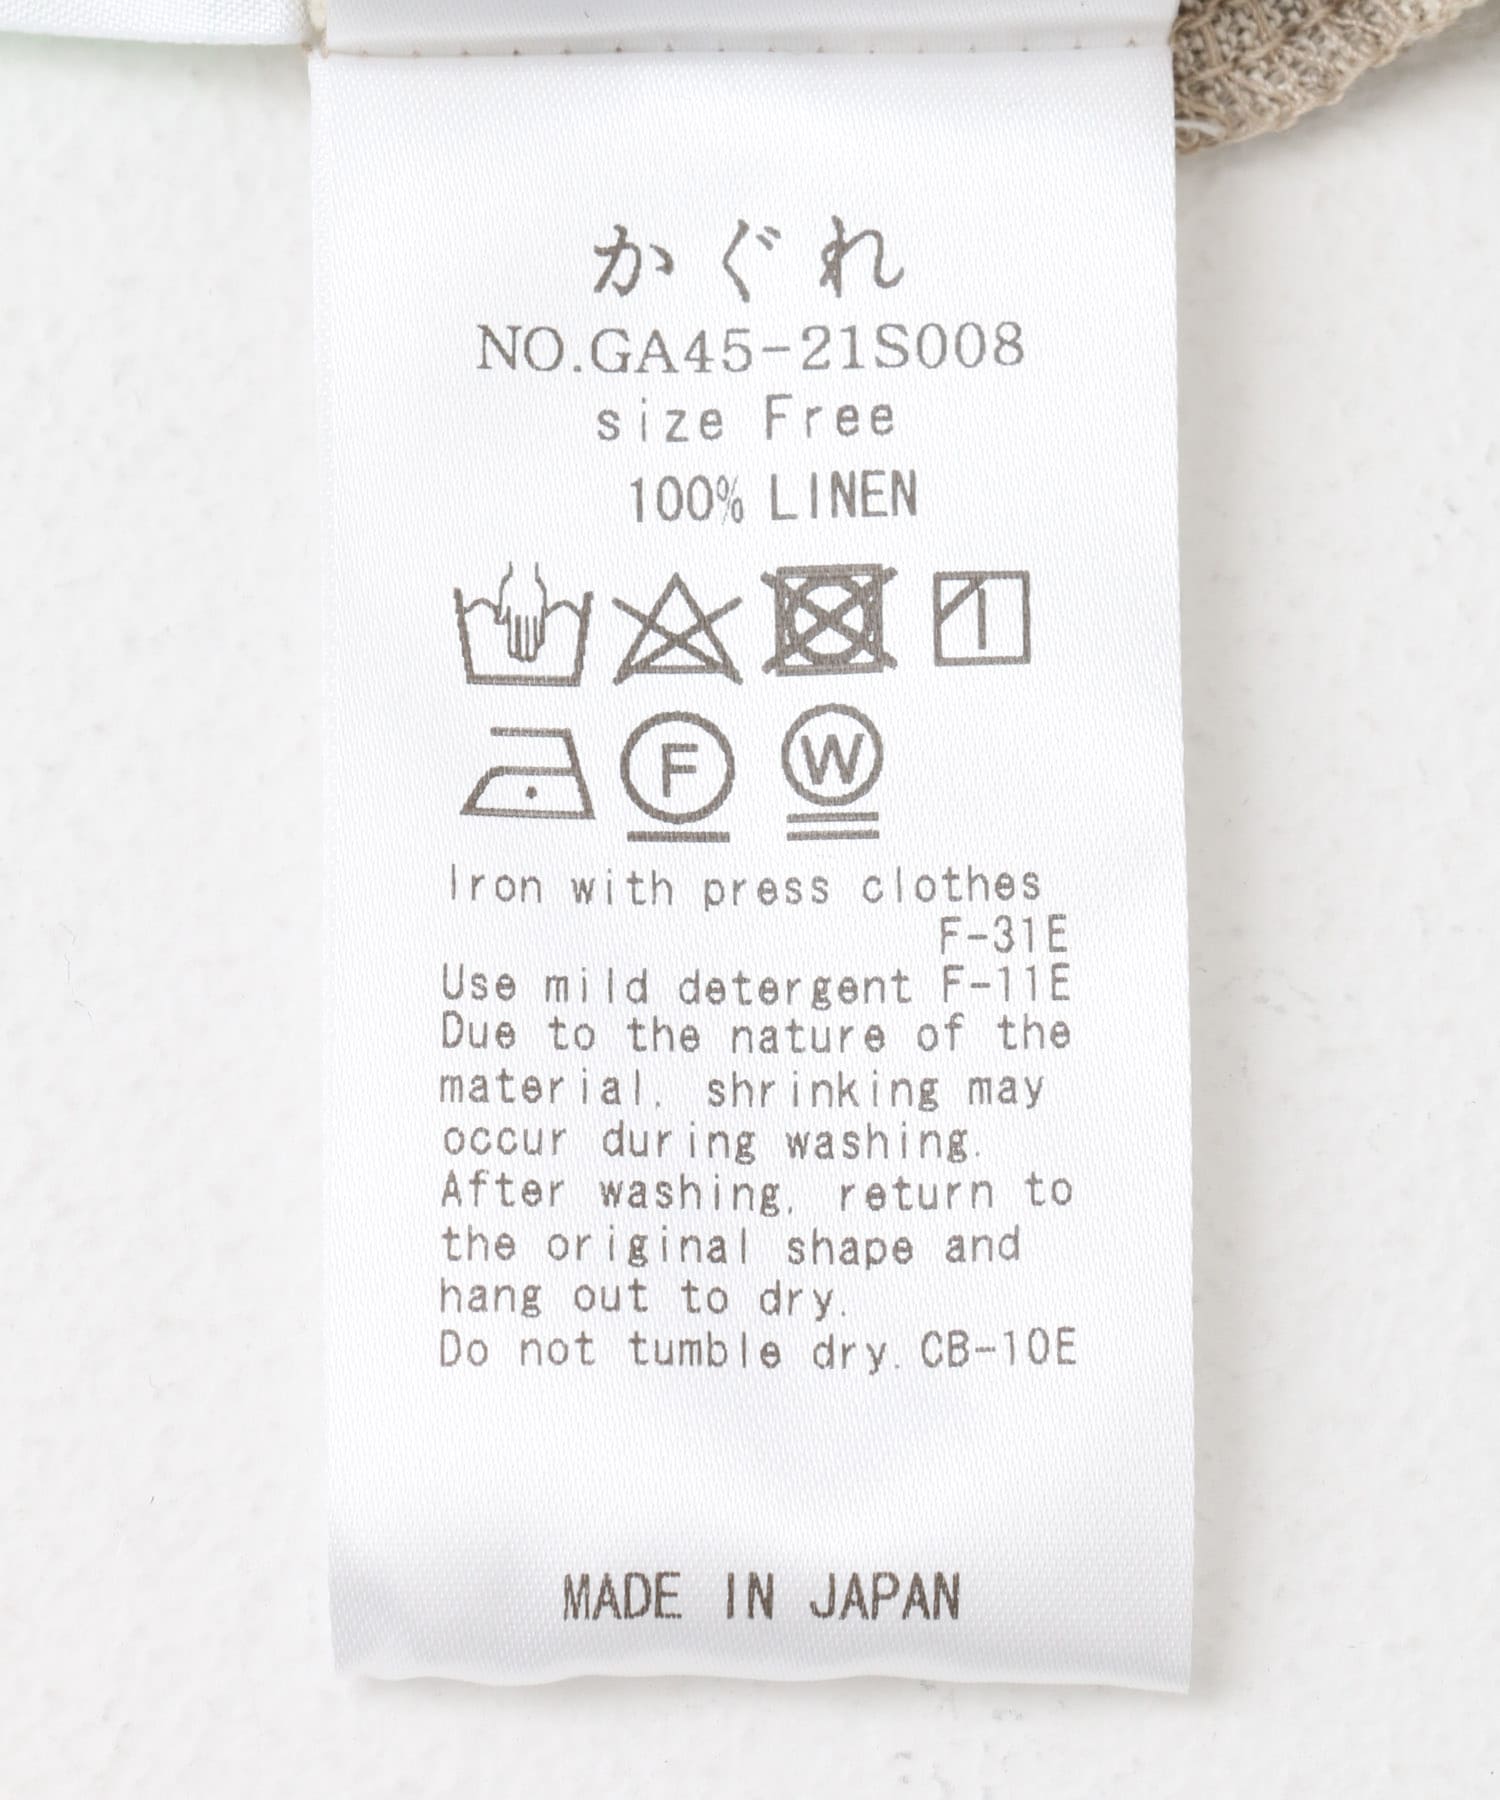 かぐれ
NO.GA45-21S008
size Free
100% LINEN
F
W
Iron with press clothes
F-31E
Use mild detergent F-11E
Due to the nature of the
material, shrinking may
occur during washing.
After washing, return to
the original shape and
hang out to dry.
Do not tumble dry. CB-10E
MADE IN JAPAN